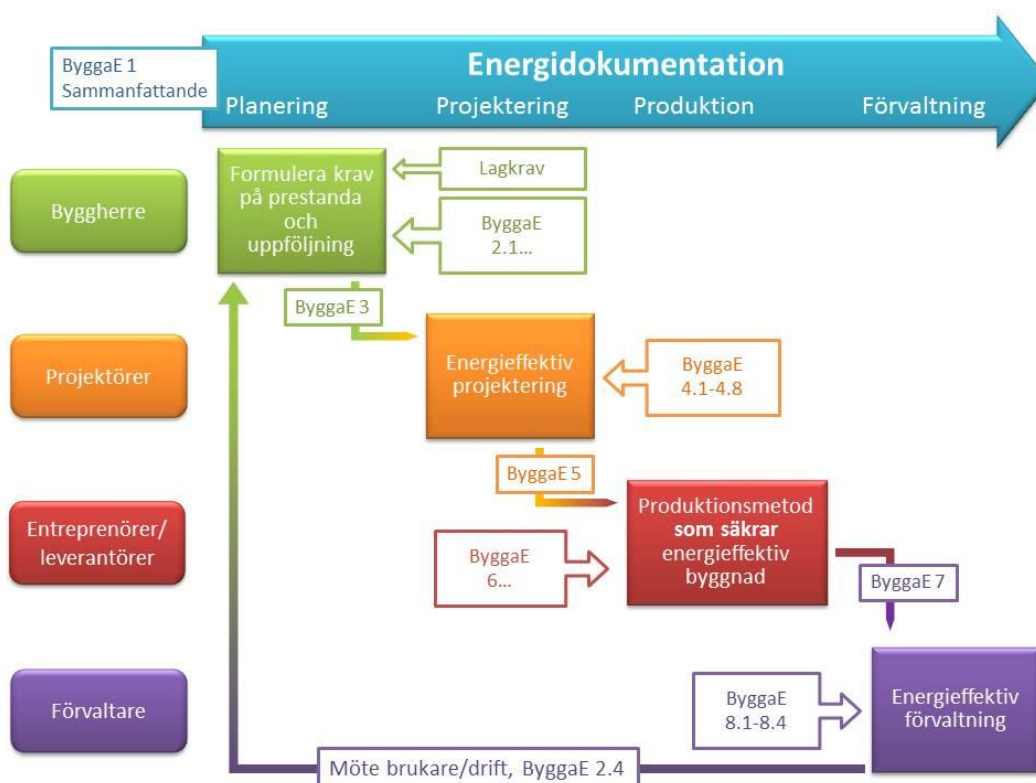 ByggaE 1
Sammanfattande
Energidokumentation
Planering
Projektering
Produktion
Förvaltning
Byggherre
Formulera krav
på prestanda
och
uppföljning
Lagkrav
ByggaE
2.1...
ByggaE 3
Projektörer
Energieffektiv
projektering
ByggaE
4.1-4.8
ByggaE 5
Entreprenörer/
leverantörer
ByggaE
6...
Produktionsmetod
som säkrar
energieffektiv
byggnad
ByggaE 7
Förvaltare
ByggaE
8.1-8.4
Energieffektiv
förvaltning
Möte brukare/drift, ByggaE 2.4